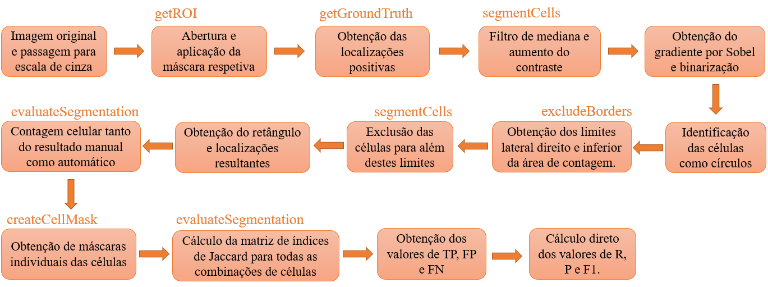 getROI
getGroundTruth
segmentCells
Imagem original
e passagem para
escala de cinza
Abertura e
aplicação da
máscara respetiva
Obtenção das
localizações
positivas
Filtro de mediana e
aumento do
contraste
Obtenção do
gradiente por Sobel
e binarização
evaluateSegmentation
segmentCells
excludeBorders
Identificação
das células
como círculos
Obtenção dos limites
lateral direito e inferior
da área de contagem.
Exclusão das
células para além
destes limites
Obtenção do retângulo
e localizações
resultantes
Contagem celular tanto
do resultado manual
como automático
createCellMask
evaluateSegmentation
Obtenção de máscaras
individuais das células
Cálculo da matriz de índices
de Jaccard para todas as
combinações de células
Obtenção dos
valores de TP, FP
e FN
Cálculo direto
dos valores de R,
P e F1.